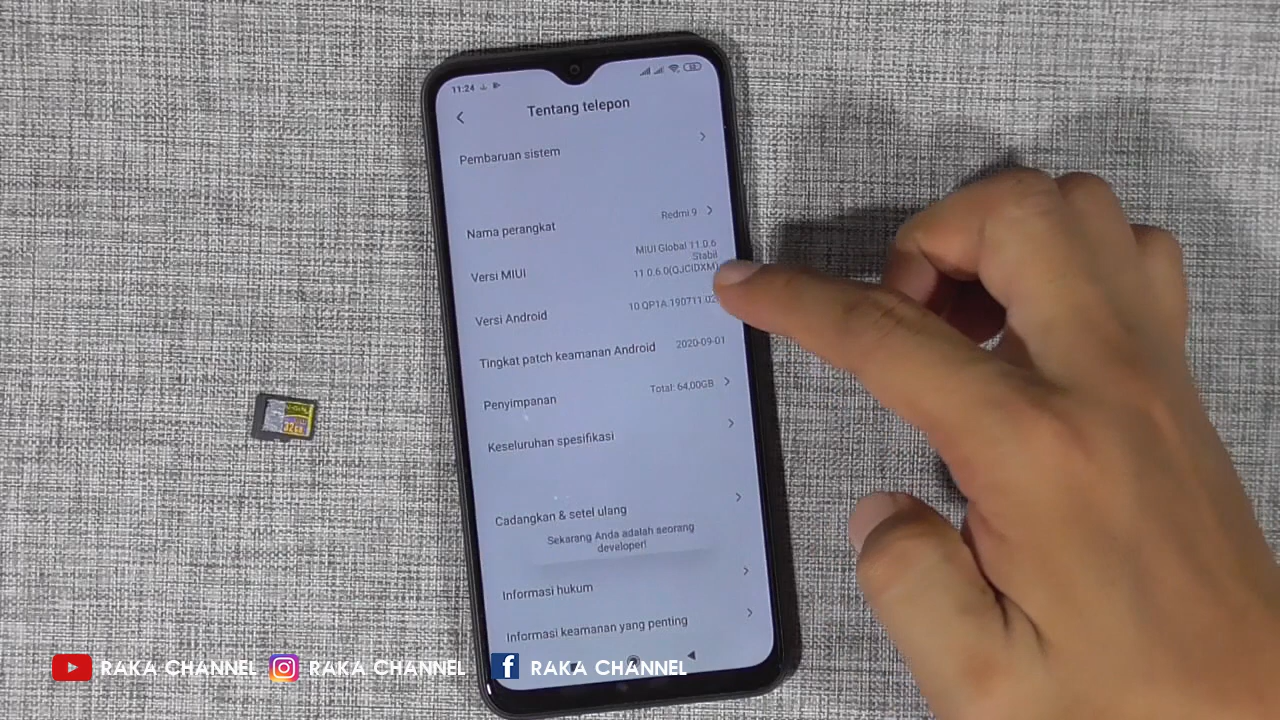 11:24
Tentang telepon
Pembaruan sistem
Nama perangkat
Redmi 9
Versi MIUI
MIUI Global 11.0.6
Stabil
11.0.6.0(QJCIDXM)
Versi Android
10 QP1A.190711.02
Tingkat patch keamanan Android
2020-09-01
Penyimpanan
Total: 64,00GB
Keseluruhan spesifikasi
Cadangkan & setel ulang
Sekarang Anda adalah seorang
developer!
Informasi hukum
Informasi keamanan yang penting
32GB
RAKA CHANNEL
RAKA CHANNEL
RAKA CHANNEL